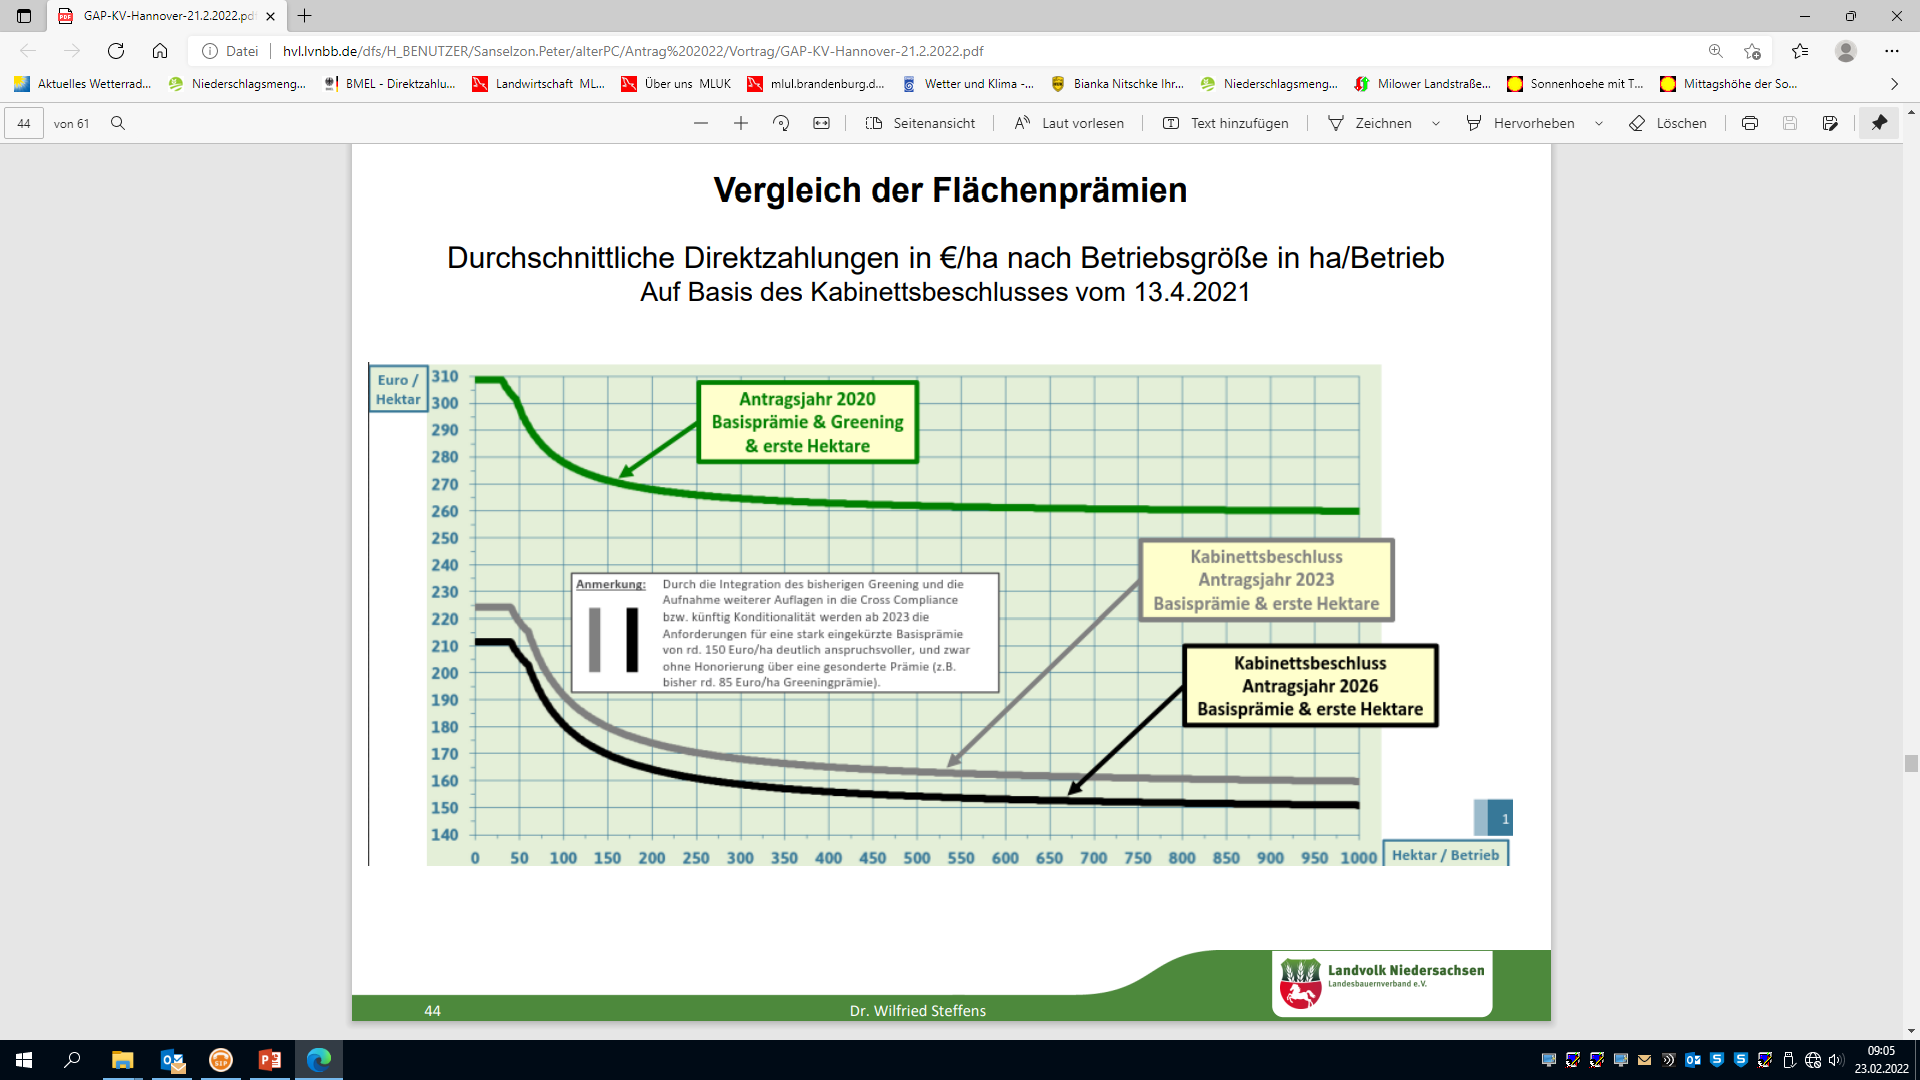 GAP-KV-Hannover-21.2.2022.pdf
Datei
hvl.lvnbb.de/dfs/H_BENUTZER/Sanselzon.Peter/alterPC/Antrag%202022/Vortrag/GAP-KV-Hannover-21.2.2022.pdf
Aktuelles Wetterrad...
Niederschlagsmeng...
BMEL - Direktzahlu...
Landwirtschaft ML...
Über uns MLUK
mlul.brandenburg.d...
Wetter und Klima -...
Bianka Nitschke Ihr...
Niederschlagsmeng...
Milower Landstraße...
Sonnenhoehe mit T...
Mittagshöhe der So...
44 von 61
Seitenansicht
Laut vorlesen
Text hinzufügen
Zeichnen
Hervorheben
Löschen
Vergleich der Flächenprämien
Durchschnittliche Direktzahlungen in €/ha nach Betriebsgröße in ha/Betrieb
Auf Basis des Kabinettsbeschlusses vom 13.4.2021
Euro /
Hektar
310
300
290
280
270
260
250
240
230
220
210
200
190
180
170
160
150
140
Antragsjahr 2020
Basisprämie & Greening
& erste Hektare
Kabinettsbeschluss
Antragsjahr 2023
Basisprämie & erste Hektare
Anmerkung:
Durch die Integration des bisherigen Greening und die
Aufnahme weiterer Auflagen in die Cross Compliance
bzw. künftig Konditionalität werden ab 2023 die
Anforderungen für eine stark eingekürzte Basisprämie
von rd. 150 Euro/ha deutlich anspruchsvoller, und zwar
ohne Honorierung über eine gesonderte Prämie (z.B.
bisher rd. 85 Euro/ha Greeningprämie).
Kabinettsbeschluss
Antragsjahr 2026
Basisprämie & erste Hektare
1
0 50 100 150 200 250 300 350 400 450 500 550 600 650 700 750 800 850 900 950 1000
Hektar / Betrieb
Landvolk Niedersachsen
Landesbauernverband e.V.
44
Dr. Wilfried Steffens
09:05
23.02.2022